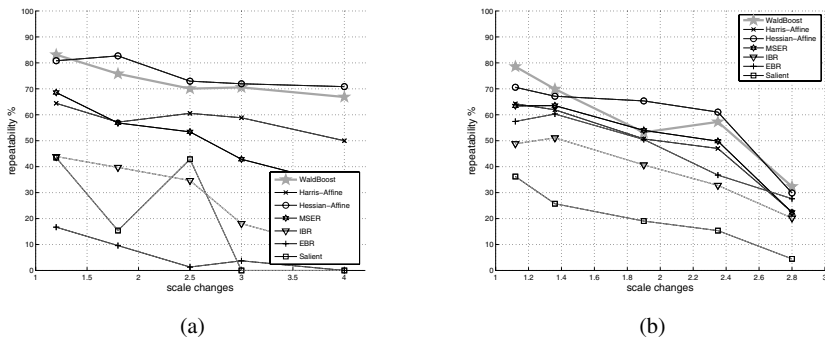 100
90
80
70
60
50
40
30
20
10
0
repeatability %
1
1.5
2
2.5
3
3.5
4
scale changes
WaldBoost
Harris−Affine
Hessian−Affine
MSER
IBR
EBR
Salient
(a)
100
90
80
70
60
50
40
30
20
10
0
repeatability %
1
1.2
1.4
1.6
1.8
2
2.2
2.4
2.6
2.8
3
scale changes
WaldBoost
Harris−Affine
Hessian−Affine
MSER
IBR
EBR
Salient
(b)